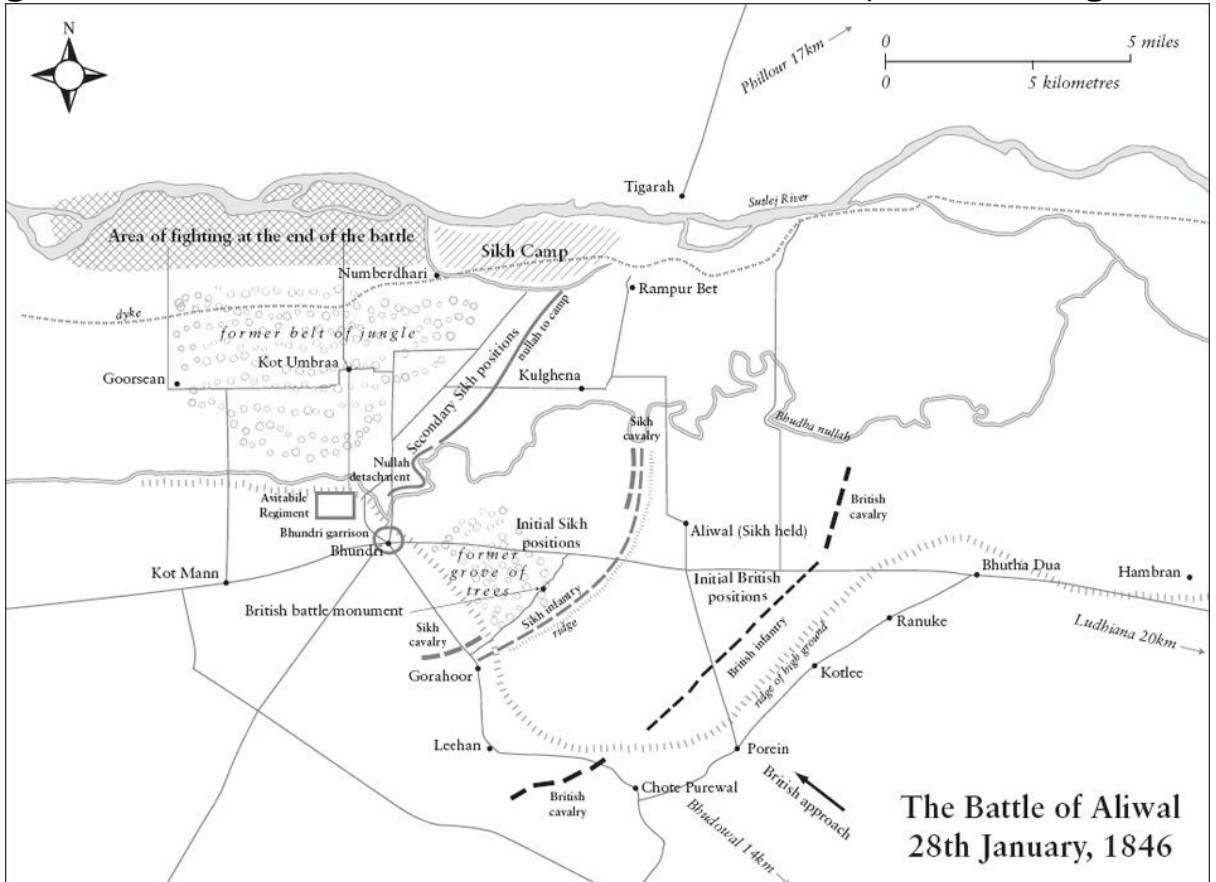 N
0
5 miles
0
5 kilometres
Phillour 17km
Tigarah
Sutlej River
Area of fighting at the end of the battle
Sikh Camp
Numberdhari
Rampur Bet
dyke
former belt of jungle
nullah to camp
Secondary Sikh positions
Kot Umbraa
Goorsean
Kulghena
Bhudha nullah
Sikh
cavalry
Nullah
detachment
British
cavalry
Avitabile
Regiment
Bhundri garrison
Bhundri
Initial Sikh
positions
Aliwal (Sikh held)
former
grove of
trees
Kot Mann
Initial British
positions
Bhutha Dua
Hambran
British battle monument
Sikh infantry
ridge
Sikh
cavalry
British infantry
Ranuke
Ludhiana 20km
ridge of high ground
Kotlee
Gorahoor
Leehan
Porein
British
cavalry
Chote Purewal
British approach
Bhudowal 14km
The Battle of Aliwal
28th January, 1846